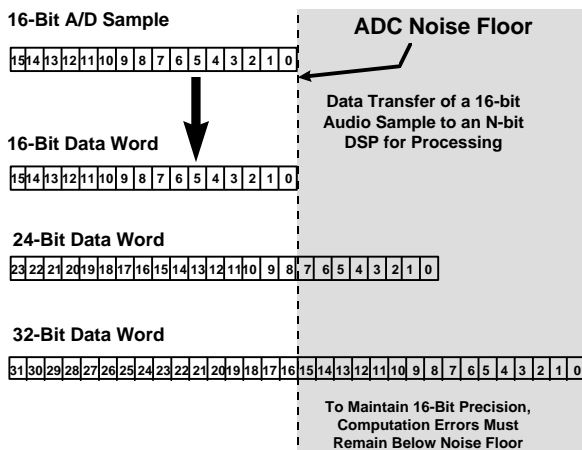 16-Bit A/D Sample
ADC Noise Floor
15 14 13 12 11 10 9 8 7 6 5 4 3 2 1 0
Data Transfer of a 16-bit
Audio Sample to an N-bit
DSP for Processing
16-Bit Data Word
15 14 13 12 11 10 9 8 7 6 5 4 3 2 1 0
24-Bit Data Word
23 22 21 20 19 18 17 16 15 14 13 12 11 10 9 8 7 6 5 4 3 2 1 0
32-Bit Data Word
31 30 29 28 27 26 25 24 23 22 21 20 19 18 17 16 15 14 13 12 11 10 9 8 7 6 5 4 3 2 1 0
To Maintain 16-Bit Precision,
Computation Errors Must
Remain Below Noise Floor